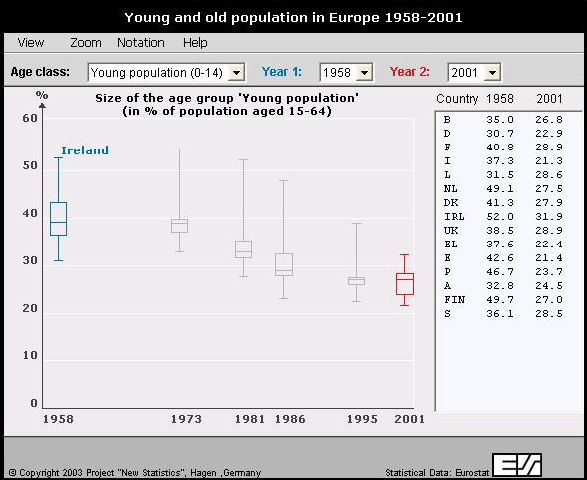 Young and old population in Europe 1958-2001
View Zoom Notation Help
Age class: Young population (0-14) Year 1: 1958 Year 2: 2001
% Size of the age group 'Young population'
(in % of population aged 15-64)
60
Ireland
50
40
30
20
10
0
1958 1973 1981 1986 1995 2001
Country 1958 2001
B 35.0 26.8
D 30.7 22.9
F 40.8 28.9
I 37.3 21.3
L 31.5 28.6
NL 49.1 27.5
DK 41.3 27.9
IRL 52.0 31.9
UK 38.5 28.9
EL 37.6 22.4
E 42.6 21.4
P 46.7 23.7
A 32.8 24.5
FIN 49.7 27.0
S 36.1 28.5
© Copyright 2003 Project "New Statistics", Hagen ,Germany
Statistical Data: Eurostat